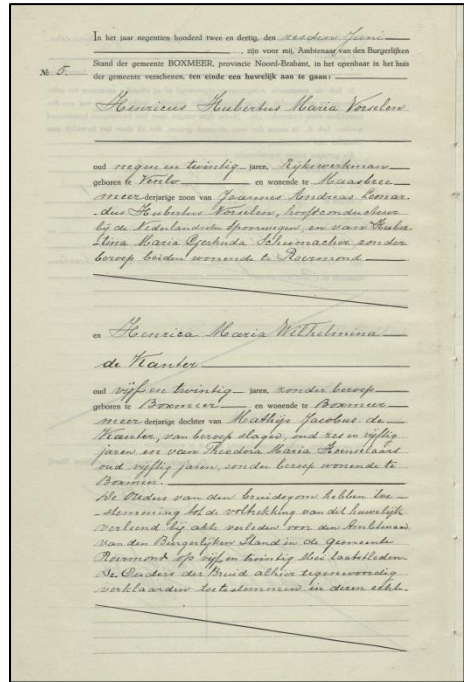 In het jaar negentien honderd twee en dertig, den zesden Juni
, zijn voor mij, Ambtenaar van den Burgerlijken
Stand der gemeente BOXMEER, provincie Noord-Brabant, in het openbaar in het huis
№ 5. der gemeente verschenen, ten einde een huwelijk aan te gaan:
Henricus Hubertus Maria Vorselen
oud negen en twintig jaren, Rijkswerkman
geboren te Venlo en wonende te Maasbree
meer-derjarige zoon van Joannes Andreas Leonar-
dus Hubertus Vorselen, hoofdconducteur
bij de Nederlandsche Spoorwegen, en van Huber-
tina Maria Gertruda Schumacher zonder
beroep beiden wonende te Roermond
en Henrica Maria Wilhelmina
de Kanter
oud vijf en twintig jaren, zonder beroep
geboren te Boxmeer en wonende te Boxmeer
meer derjarige dochter van Mathijs Jacobus de
Kanter, van beroep slager, oud zes en vijftig
jaren en van Theodora Maria
oud vijftig jaren, zonder beroep wonende te
Boxmeer.
De Ouders van den bruidegom hebben toe-
-stemming tot de voltrekking van dit huwelijk
verleend bij akte verleden voor den Ambtenaar
van den Burgerlijken Stand in de gemeente
Roermond op vijf en twintig Mei laatstleden.
De Ouders der Bruid alhier tegenwoordig
verklaarden toe te stemmen in deren echt.